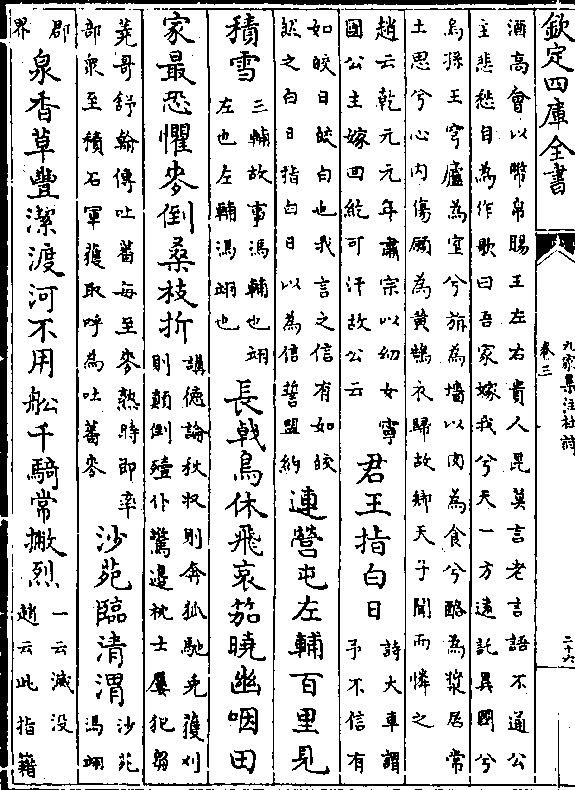 欽定四庫全書
九家集注杜詩
卷三
二十六
酒高會以幣帛賜王左右貴人昆莫言老言語不通公
主悲愁自為作歌曰吾家嫁我兮天一方遠託異國兮
烏孫王穹廬為室兮旃為墻以肉為食兮酪為漿居常
土思兮心内傷願為黄鵠衣歸故鄉天子聞而憐之
趙云乾元元年肅宗以幼女寧
國公主嫁回紇可汗故公云
君王指白日
詩大車謂
予不信有
如皎日皎白也我言之信有如皎
然之白日指白日以為信誓盟約
連營屯左輔百里見
積雪
三輔故事馮輔也翊
左也左輔馮翊也
長戟鳥休飛哀笳曉幽咽田
家最恐懼麥倒桑枝折
講徳論秋収則奔狐馳兔獲刈
則顛倒殪仆驚邊杌士屢犯芻
莞哥舒翰傳吐蕃每至麥熟時即率
部衆至積石軍獲取呼為吐蕃麥
沙苑臨清渭
沙苑
馮翊
郡
界
泉香草豐潔渡河不用船千騎常撇烈
一云滅没
趙云此指籍